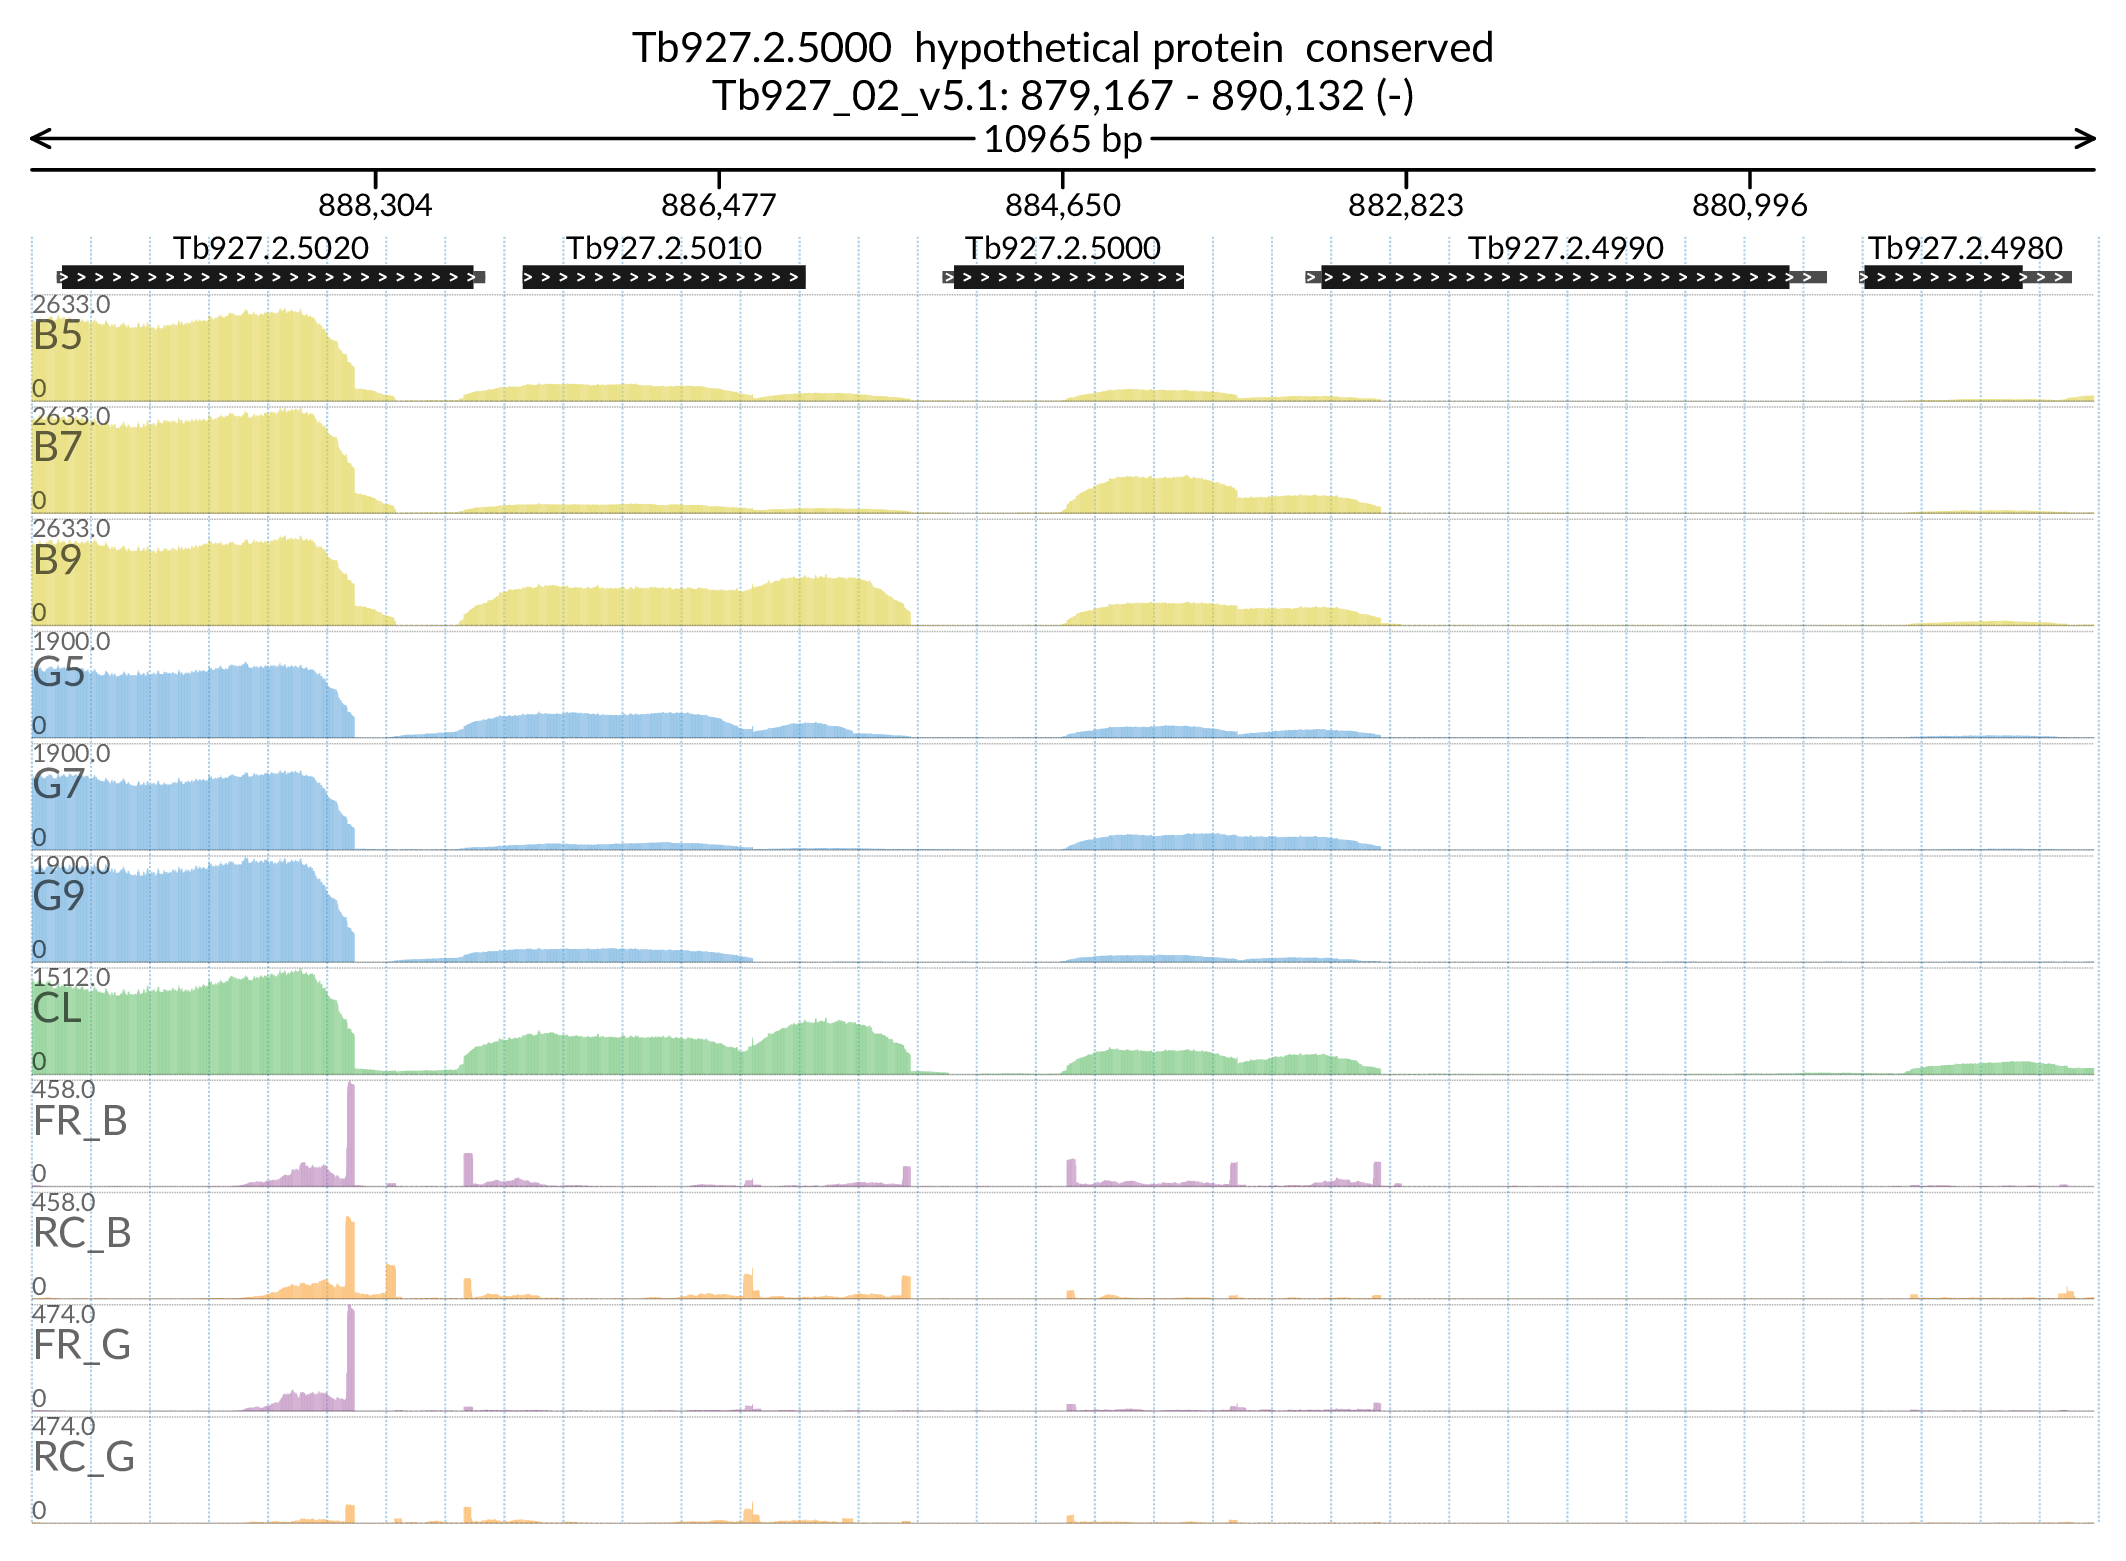 Tb927.2.5000  hypothetical protein  conserved
Tb927_02_v5.1: 879,167 - 890,132 (-)
10965 bp
888,304 886,477 884,650 882,823 880,996
Tb927.2.5020 Tb927.2.5010 Tb927.2.5000 Tb927.2.4990 Tb927.2.4980
2633.0
B5
0
2633.0
B7
0
2633.0
B9
0
1900.0
G5
0
1900.0
G7
0
1900.0
G9
0
1512.0
CL
0
458.0
FR_B
0
458.0
RC_B
0
474.0
FR_G
0
474.0
RC_G
0